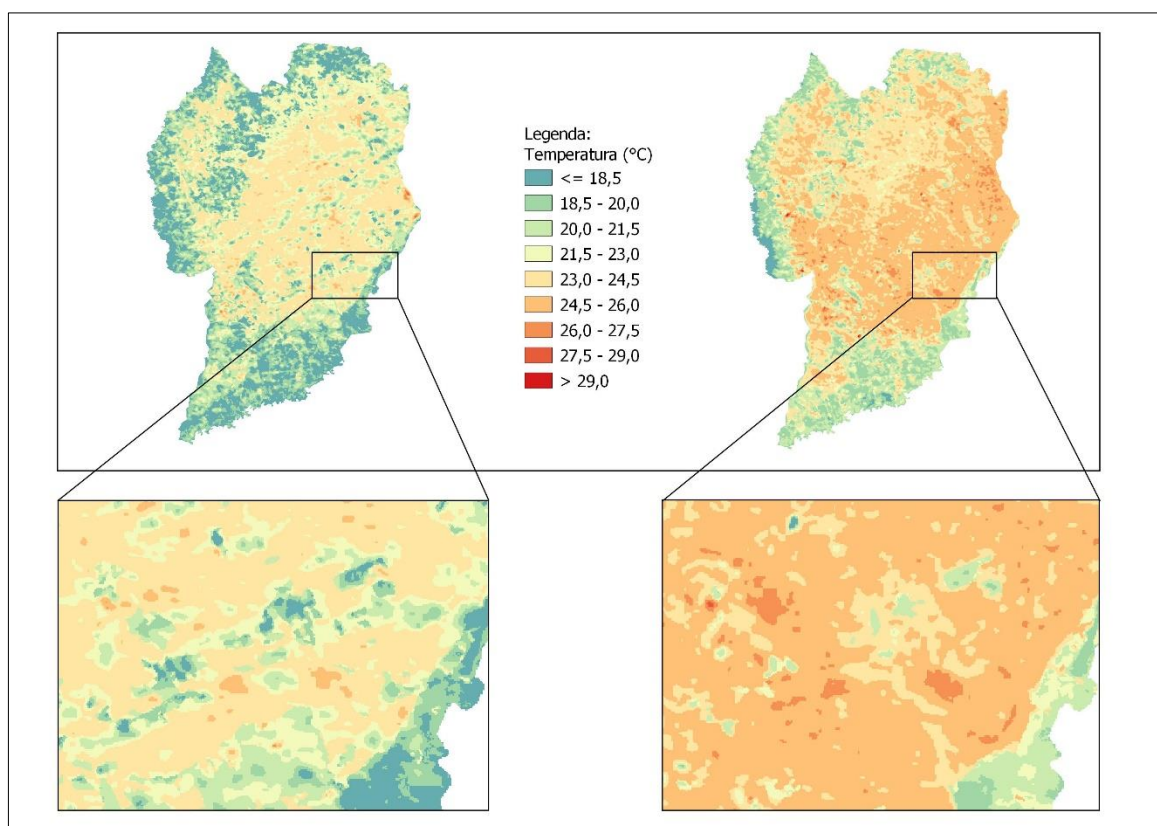 Legenda:
Temperatura (°C)
<= 18,5
18,5 - 20,0
20,0 - 21,5
21,5 - 23,0
23,0 - 24,5
24,5 - 26,0
26,0 - 27,5
27,5 - 29,0
> 29,0